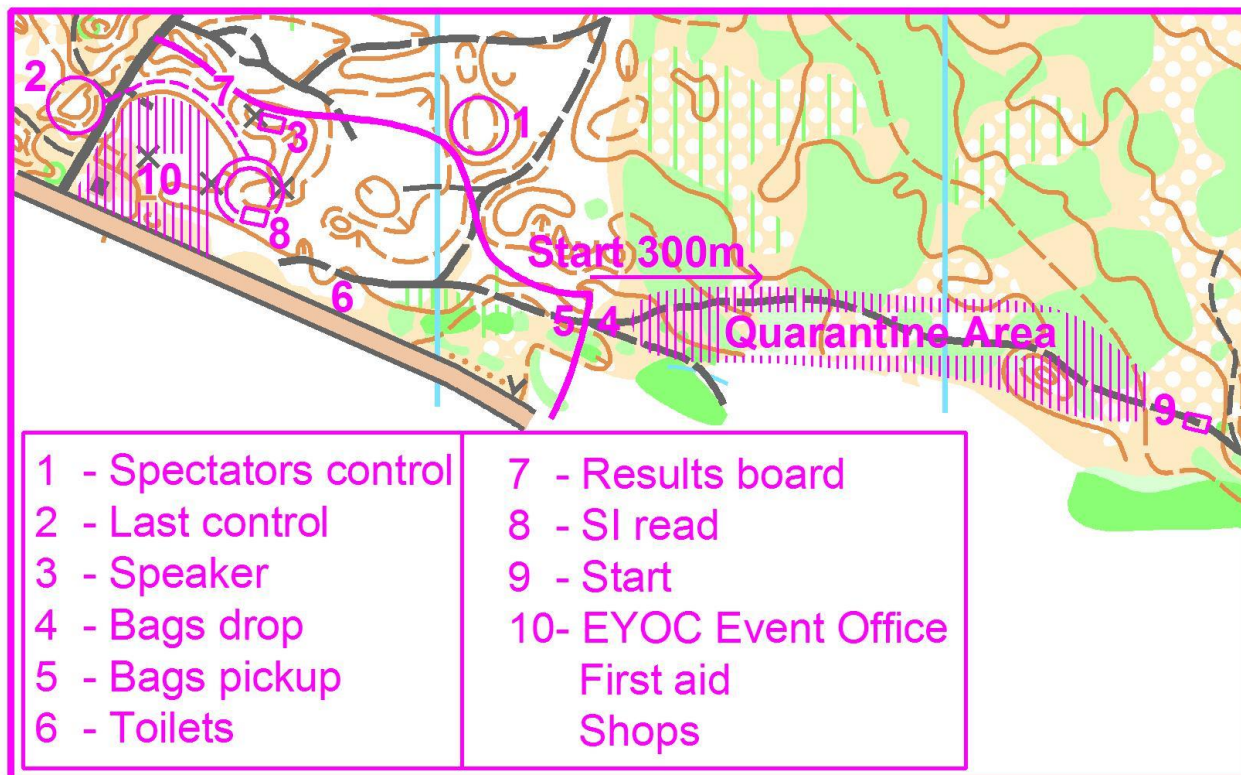 2
7
3
1
10
8
Start 300m
6
5
4
Quarantine Area
9
1 - Spectators control
2 - Last control
3 - Speaker
4 - Bags drop
5 - Bags pickup
6 - Toilets
7 - Results board
8 - SI read
9 - Start
10- EYOC Event Office
First aid
Shops